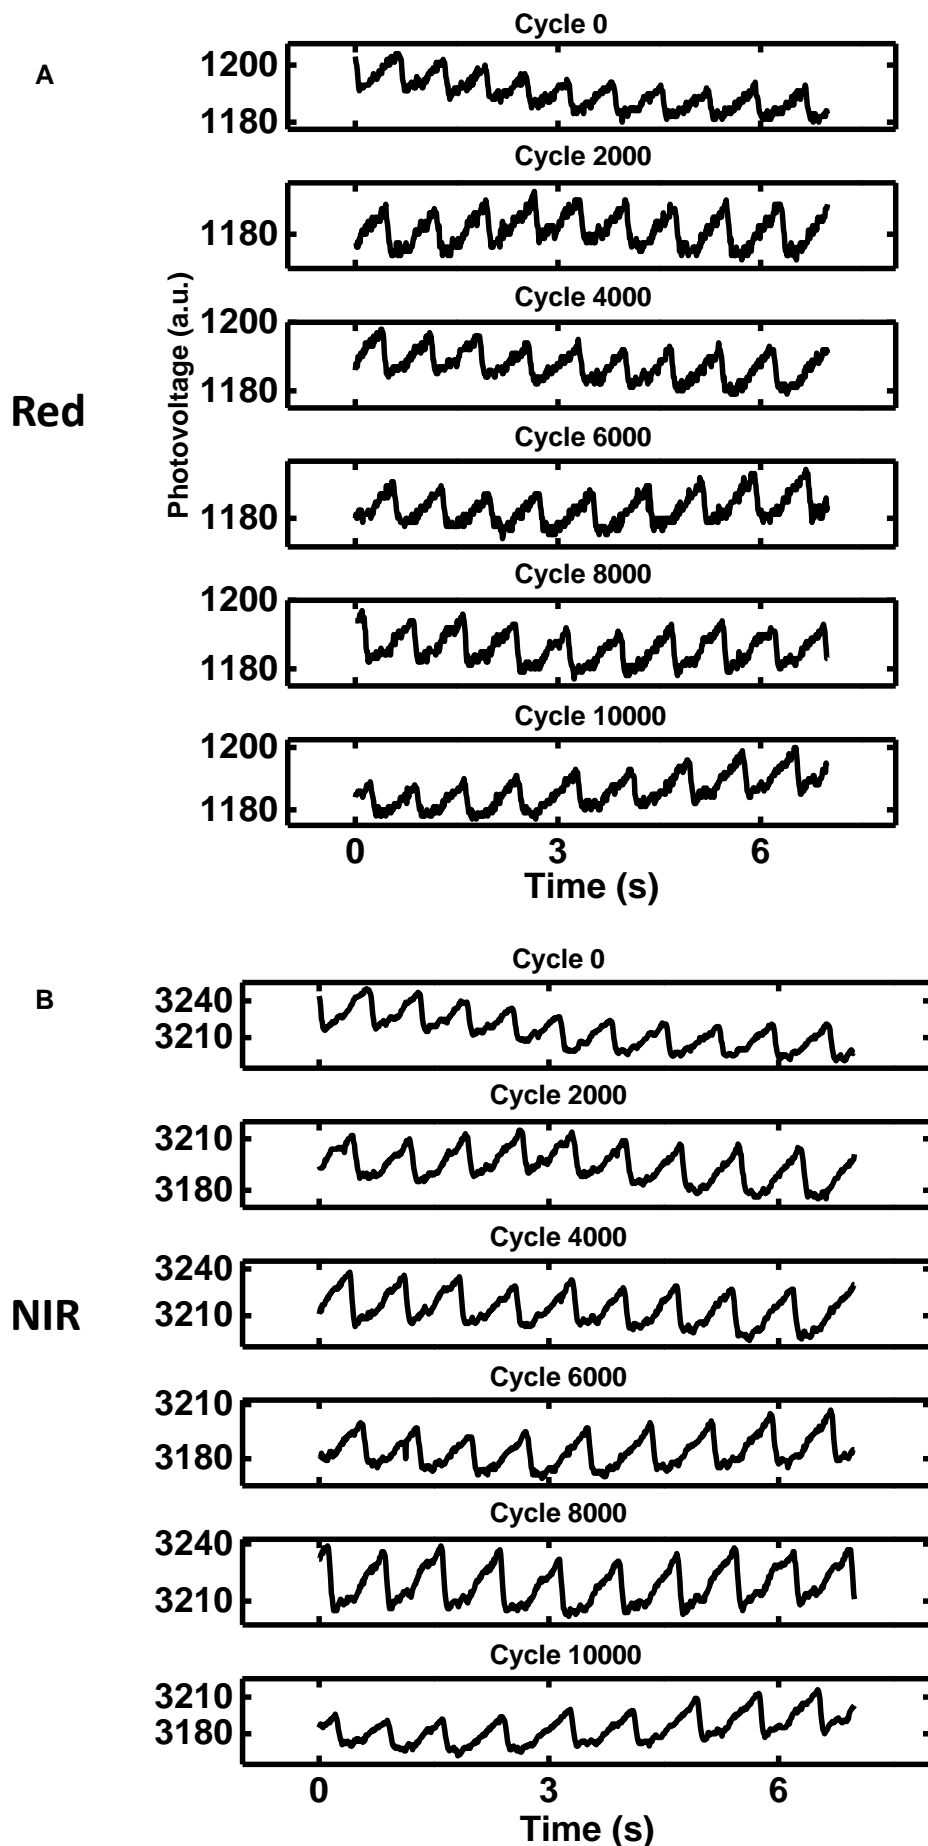 A
Cycle 0
1200
1180
Cycle 2000
1180
Cycle 4000
1200
1180
Cycle 6000
1180
Cycle 8000
1200
1180
Cycle 10000
1200
1180
0 3 6
Time (s)
Photovoltage (a.u.)
Red
B
Cycle 0
3240
3210
Cycle 2000
3210
3180
Cycle 4000
3240
3210
Cycle 6000
3210
3180
Cycle 8000
3240
3210
Cycle 10000
3210
3180
0 3 6
Time (s)
NIR